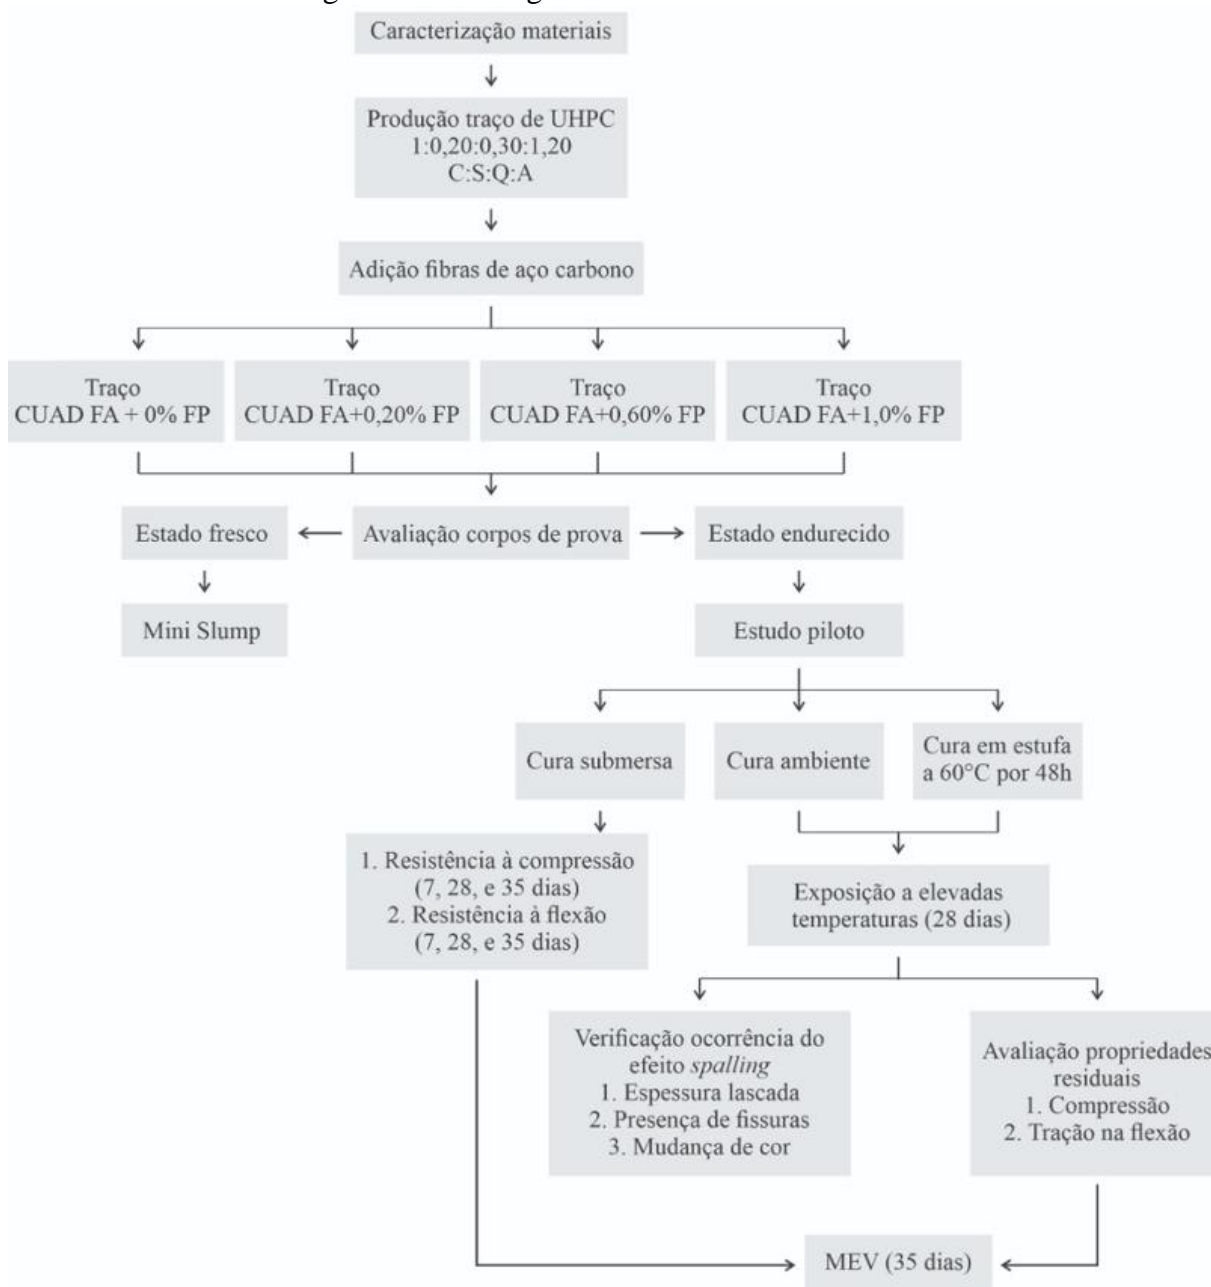 Caracterização materiais
Produção traço de UHPC
1:0,20:0,30:1,20
C:S:Q:A
Adição fibras de aço carbono
Traço
CUAD FA + 0% FP
Traço
CUAD FA+0,20% FP
Traço
CUAD FA+0,60% FP
Traço
CUAD FA+1,0% FP
Estado fresco
Avaliação corpos de prova
Estado endurecido
Mini Slump
Estudo piloto
Cura submersa
Cura ambiente
Cura em estufa
a 60°C por 48h
1. Resistência à compressão
(7, 28, e 35 dias)
2. Resistência à flexão
(7, 28, e 35 dias)
Exposição a elevadas
temperaturas (28 dias)
Verificação ocorrência do
efeito spalling
1. Espessura lascada
2. Presença de fissuras
3. Mudança de cor
Avaliação propriedades
residuais
1. Compressão
2. Tração na flexão
MEV (35 dias)